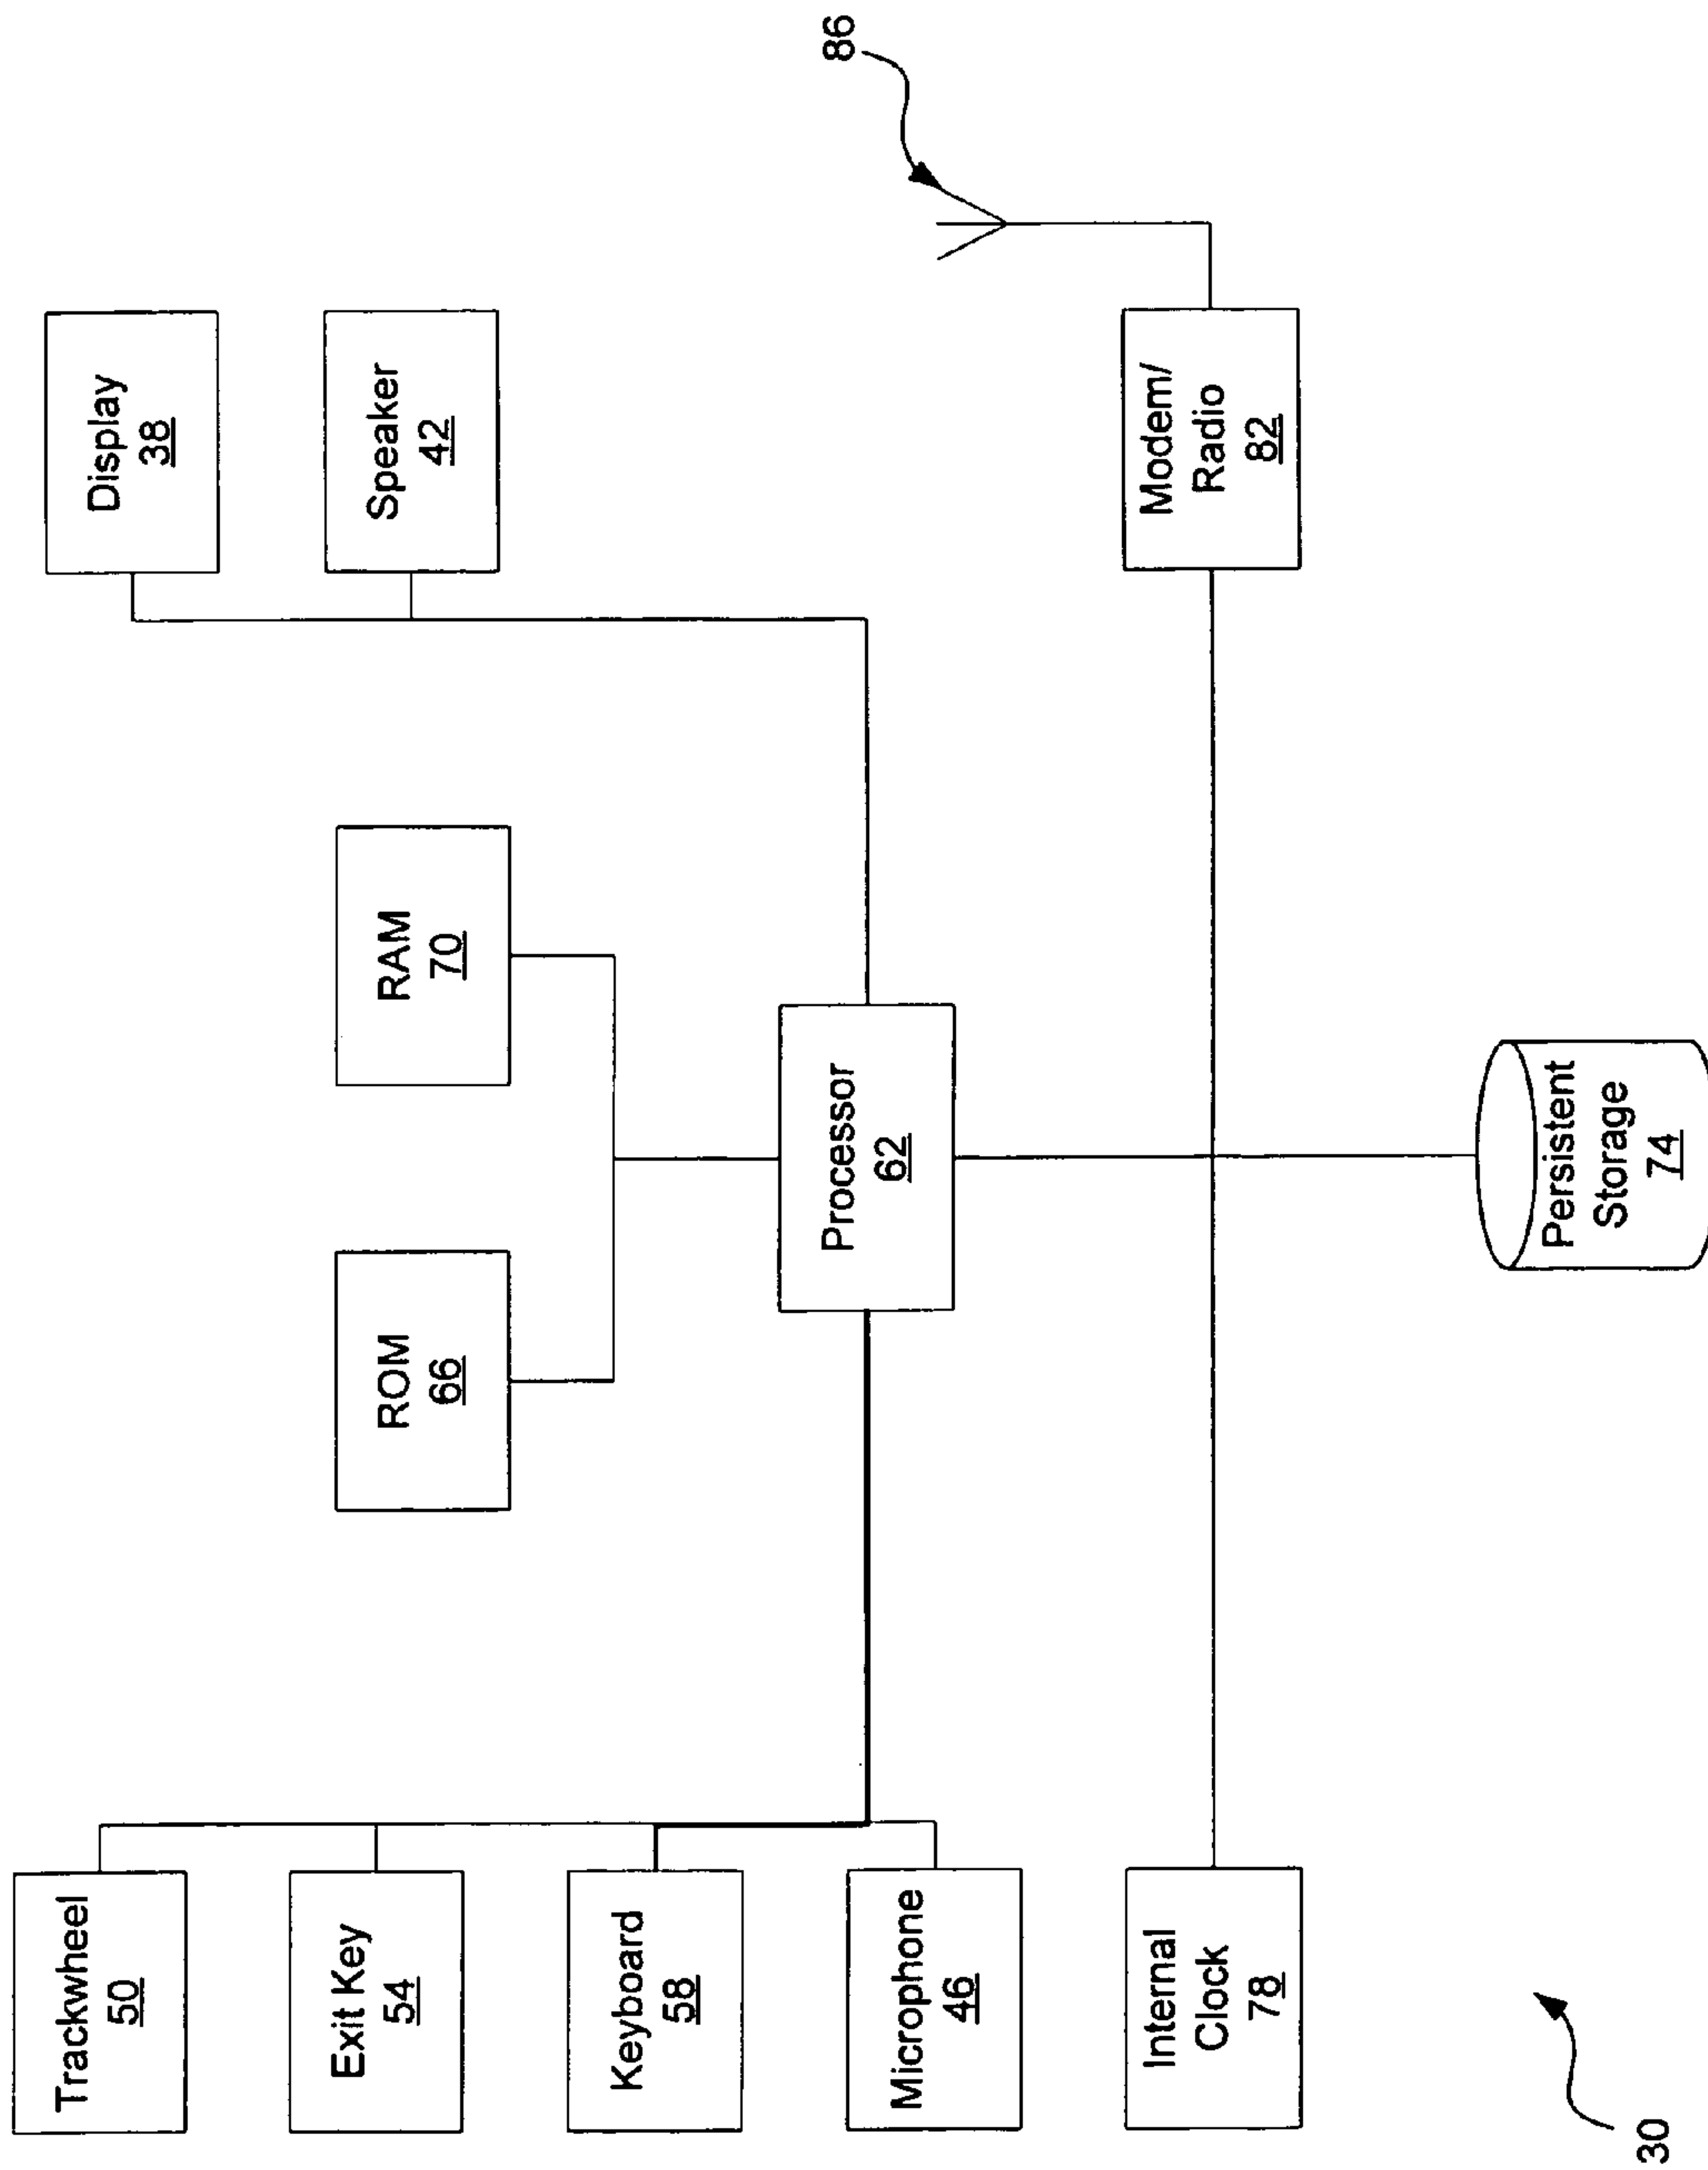 Trackwheel
50
Exit Key
54
Keyboard
58
Microphone
46
Internal
Clock
78
ROM
66
RAM
70
Processor
62
Persistent
Storage
74
Display
38
Speaker
42
Modem/
Radio
82
86
30